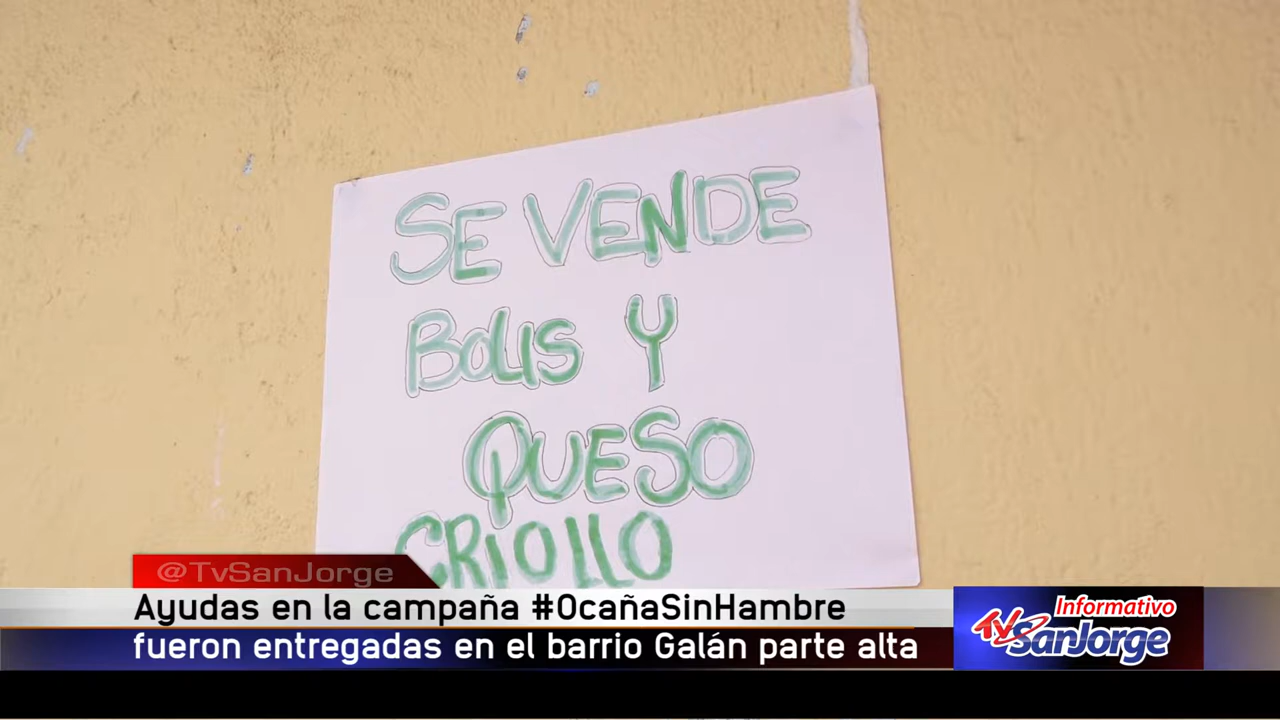 SE VENDE
BOLIS Y
QUESO
CRIOLLO
@TvSanJorge
Ayudas en la campaña #OcañaSinHambre
fueron entregadas en el barrio Galán parte alta
Informativo
TV SanJorge